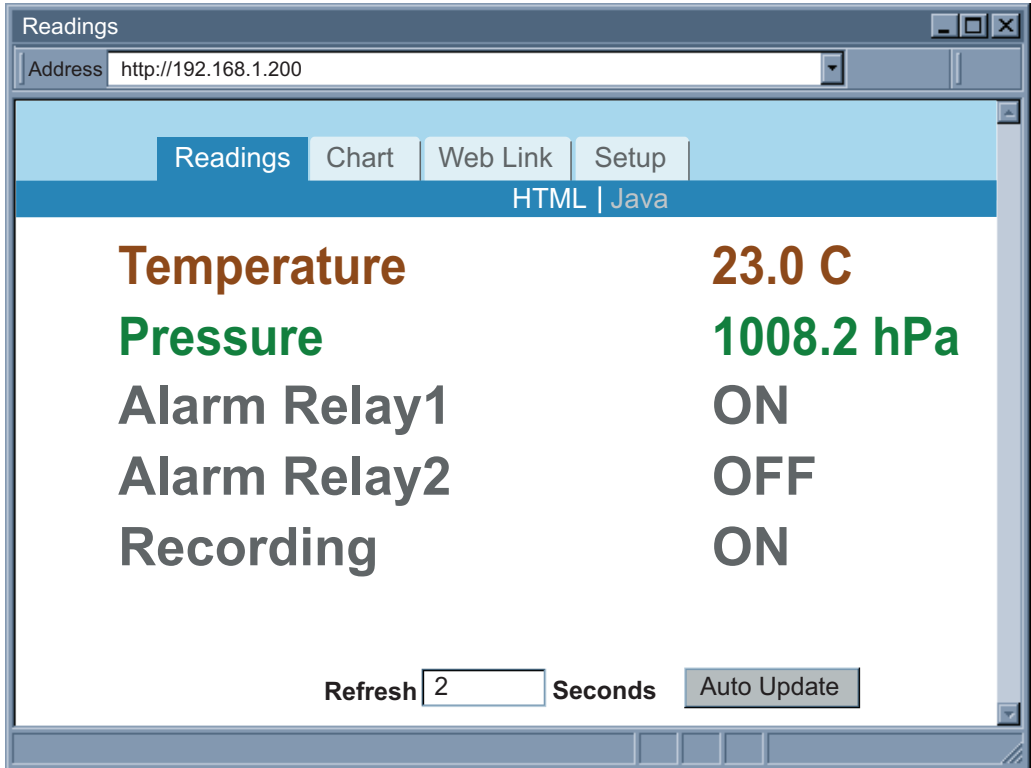 Readings
Address http://192.168.1.200
Readings Chart Web Link Setup
HTML | Java
Temperature 23.0 C
Pressure 1008.2 hPa
Alarm Relay1 ON
Alarm Relay2 OFF
Recording ON
Refresh 2 Seconds Auto Update